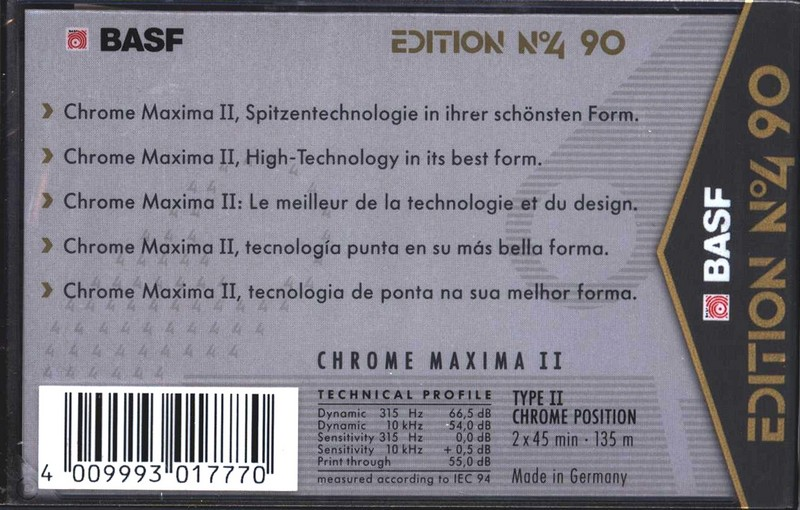 BASF
EDITION Nº4 90
Chrome Maxima II, Spitzentechnologie in ihrer schönsten Form.
Chrome Maxima II, High-Technology in its best form.
Chrome Maxima II: Le meilleur de la technologie et du design.
Chrome Maxima II, tecnología punta en su más bella forma.
Chrome Maxima II, tecnologia de ponta na sua melhor forma.
CHROME MAXIMA II
TECHNICAL PROFILE
Dynamic 315 Hz 66,5 dB
Dynamic 10 kHz 54,0 dB
Sensitivity 315 Hz 0,0 dB
Sensitivity 10 kHz + 0,5 dB
Print through 55,0 dB
measured according to IEC 94
TYPE II
CHROME POSITION
2 x 45 min · 135 m
Made in Germany
4 009993 017770
BASF
EDITION Nº4 90